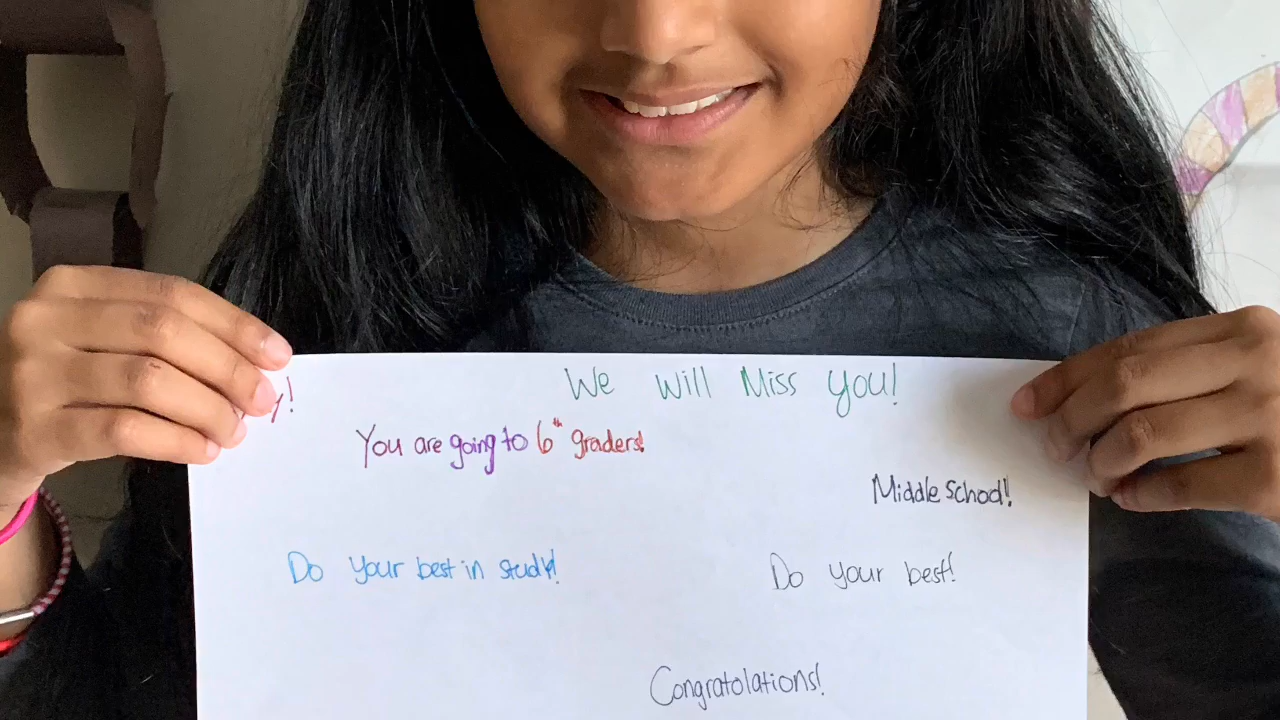 We Will Miss you!
You are going to 6th graders!
Middle School!
Do your best in study!
Do your best!
Congratolations!